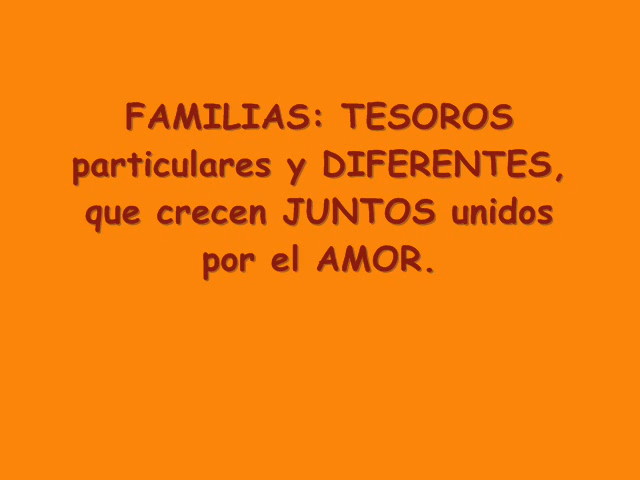 FAMILIAS: TESOROS
particulares y DIFERENTES,
que crecen JUNTOS unidos
por el AMOR.